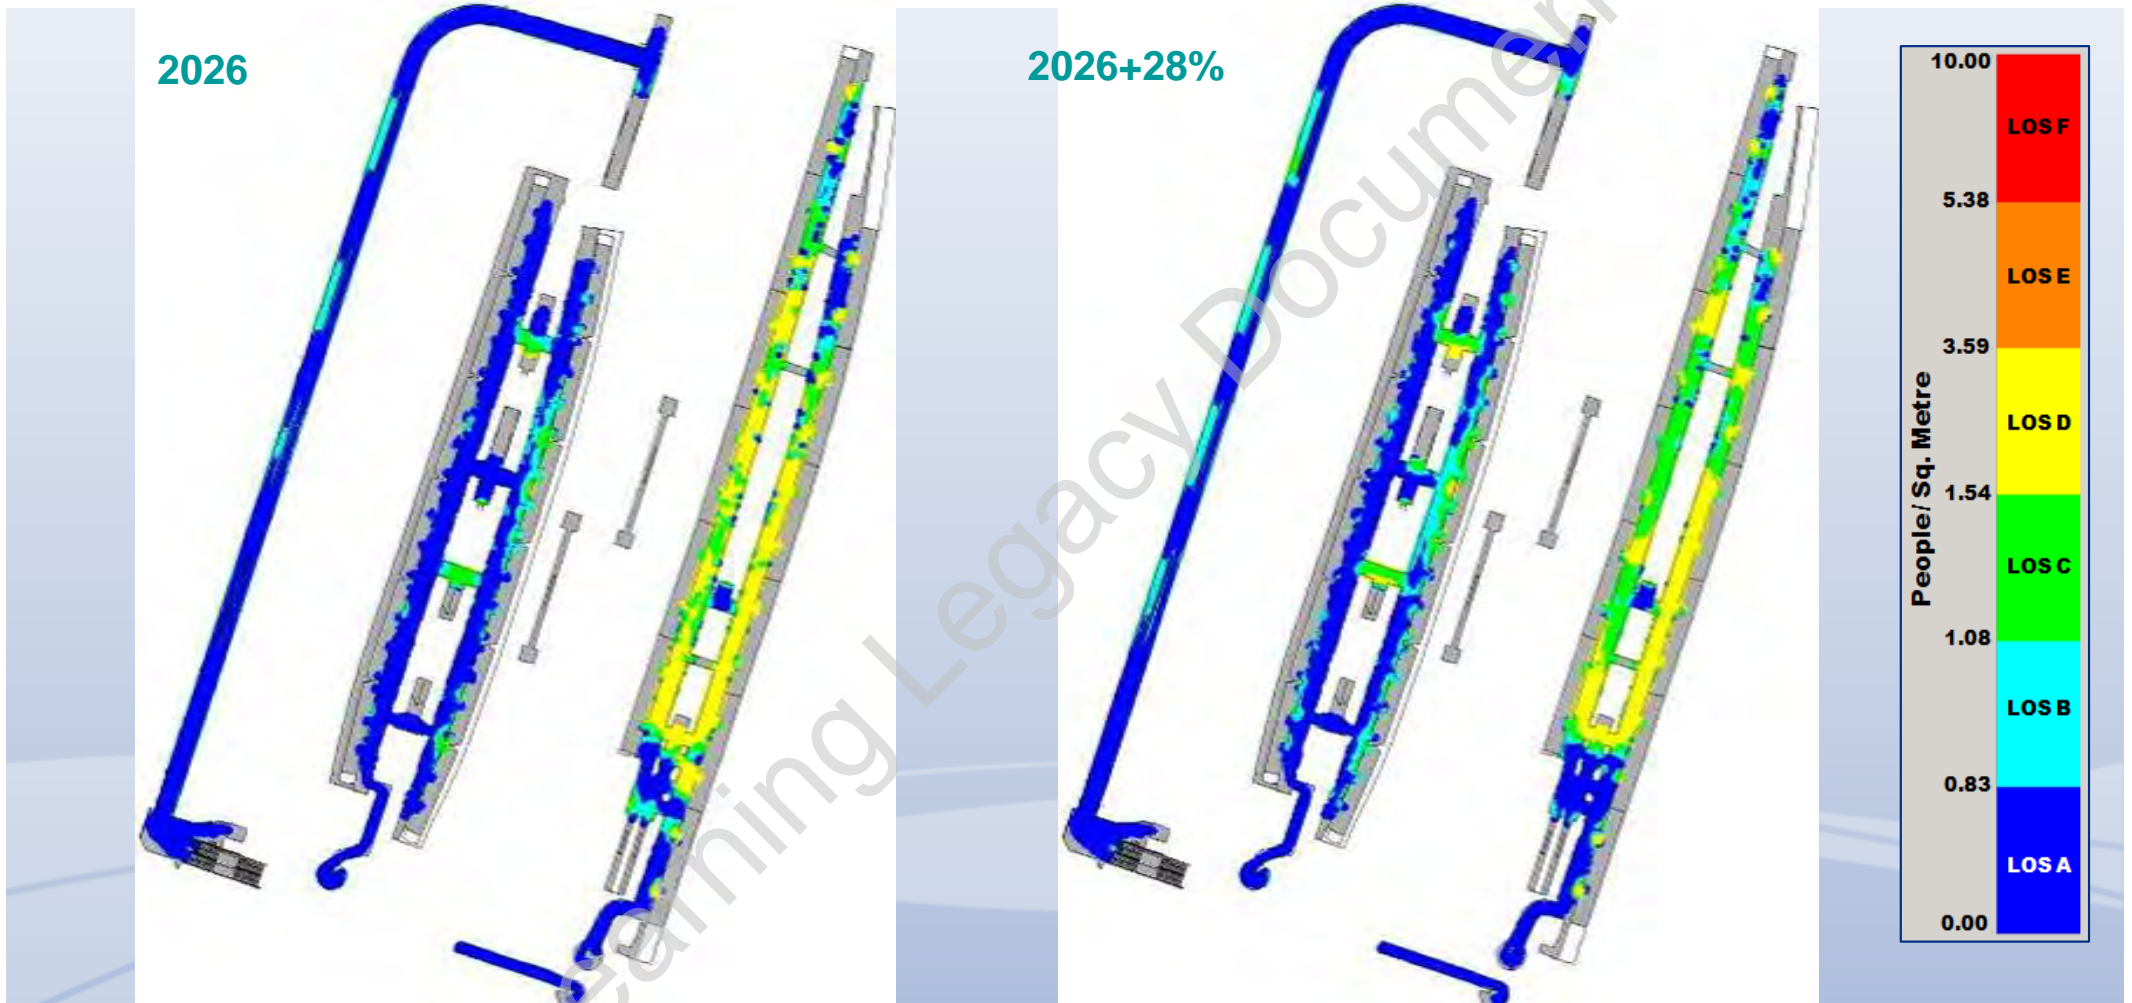 2026
2026+28%
Learning Legacy Document
People/ Sq. Metre
10.00
LOS F
5.38
LOS E
3.59
LOS D
1.54
LOS C
1.08
LOS B
0.83
LOS A
0.00